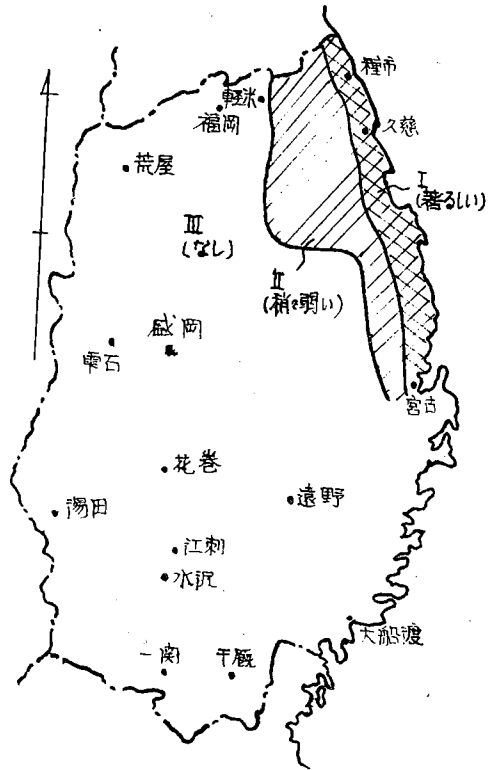 種市
軽米
福岡
久慈
荒屋
I
(著るしい)
III
(なし)
II
(稍々弱い)
盛岡
雫石
宮古
花巻
湯田
遠野
江刺
水沢
大船渡
一関
千厩